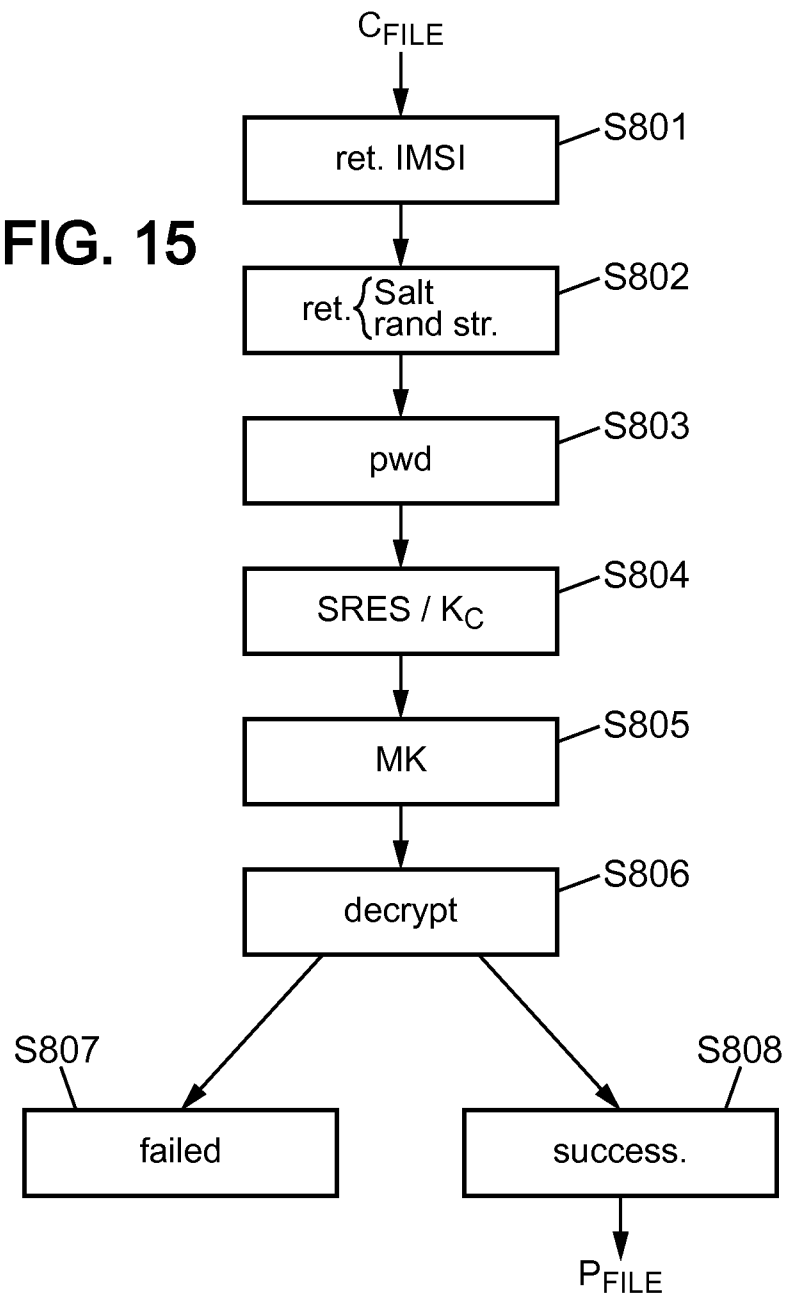 C_FILE
ret. IMSI
S801
FIG. 15
ret. { Salt
rand str.
S802
pwd
S803
SRES / K_C
S804
MK
S805
decrypt
S806
S807
S808
failed
success.
P_FILE